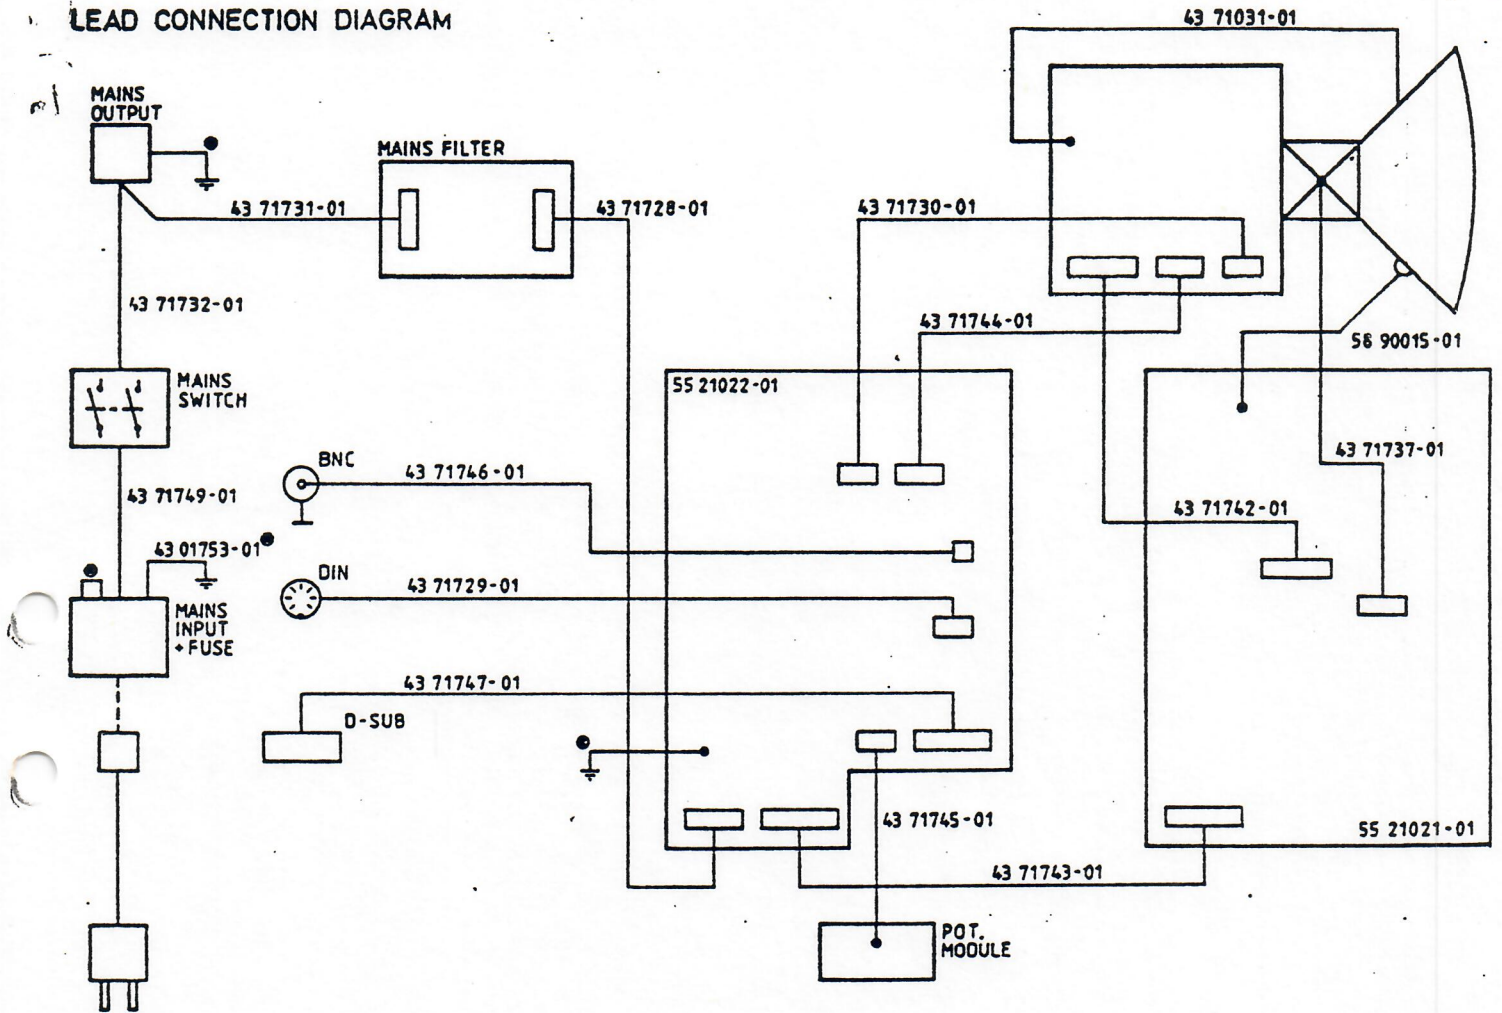 LEAD CONNECTION DIAGRAM
43 71031-01
MAINS
OUTPUT
MAINS FILTER
43 71731-01
43 71728-01
43 71730-01
43 71732-01
43 71744-01
58 90015-01
MAINS
SWITCH
55 21022-01
43 71737-01
BNC
43 71746-01
43 71749-01
43 71742-01
43 01753-01
DIN
43 71729-01
MAINS
INPUT
+ FUSE
43 71747-01
D-SUB
43 71745-01
55 21021-01
43 71743-01
POT.
MODULE